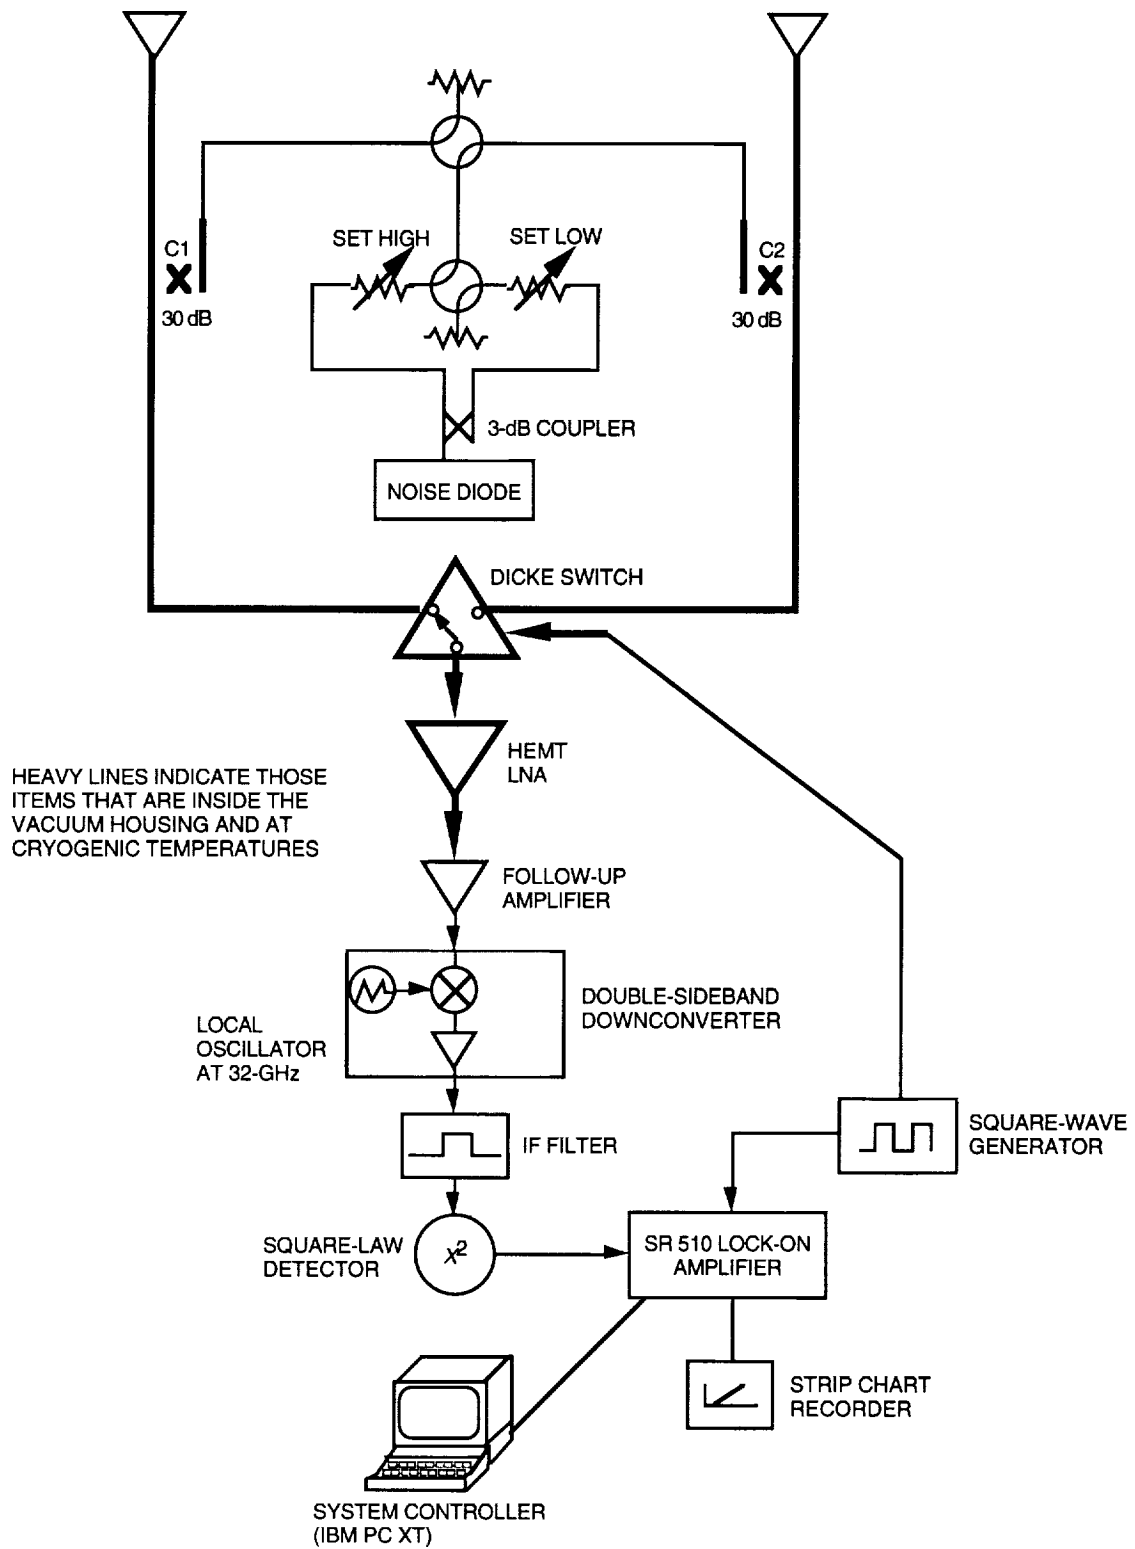 SET HIGH
SET LOW
C1
30 dB
C2
30 dB
3-dB COUPLER
NOISE DIODE
DICKE SWITCH
HEMT
LNA
HEAVY LINES INDICATE THOSE
ITEMS THAT ARE INSIDE THE
VACUUM HOUSING AND AT
CRYOGENIC TEMPERATURES
FOLLOW-UP
AMPLIFIER
DOUBLE-SIDEBAND
DOWNCONVERTER
LOCAL
OSCILLATOR
AT 32-GHz
IF FILTER
SQUARE-WAVE
GENERATOR
SQUARE-LAW
DETECTOR
X²
SR 510 LOCK-ON
AMPLIFIER
STRIP CHART
RECORDER
SYSTEM CONTROLLER
(IBM PC XT)